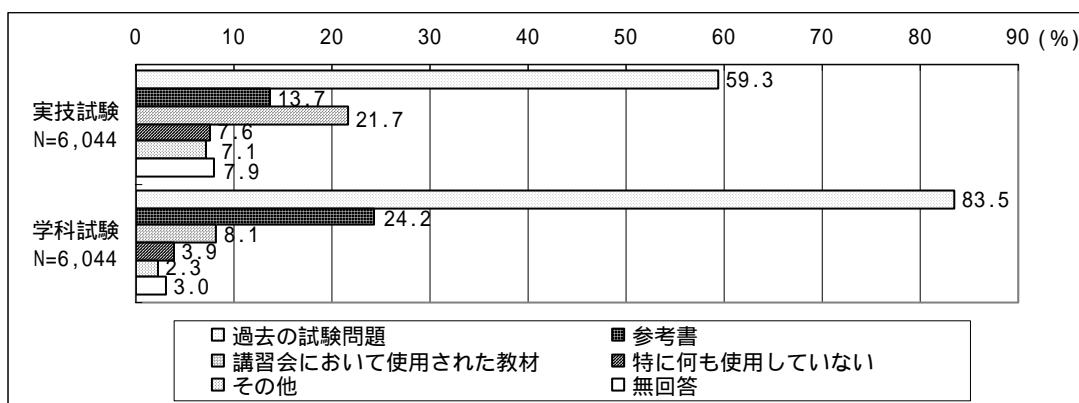 0 10 20 30 40 50 60 70 80 90 (%)
実技試験
N=6,044
59.3
13.7
21.7
7.6
7.1
7.9
学科試験
N=6,044
83.5
24.2
8.1
3.9
2.3
3.0
過去の試験問題 参考書
講習会において使用された教材 特に何も使用していない
その他 無回答